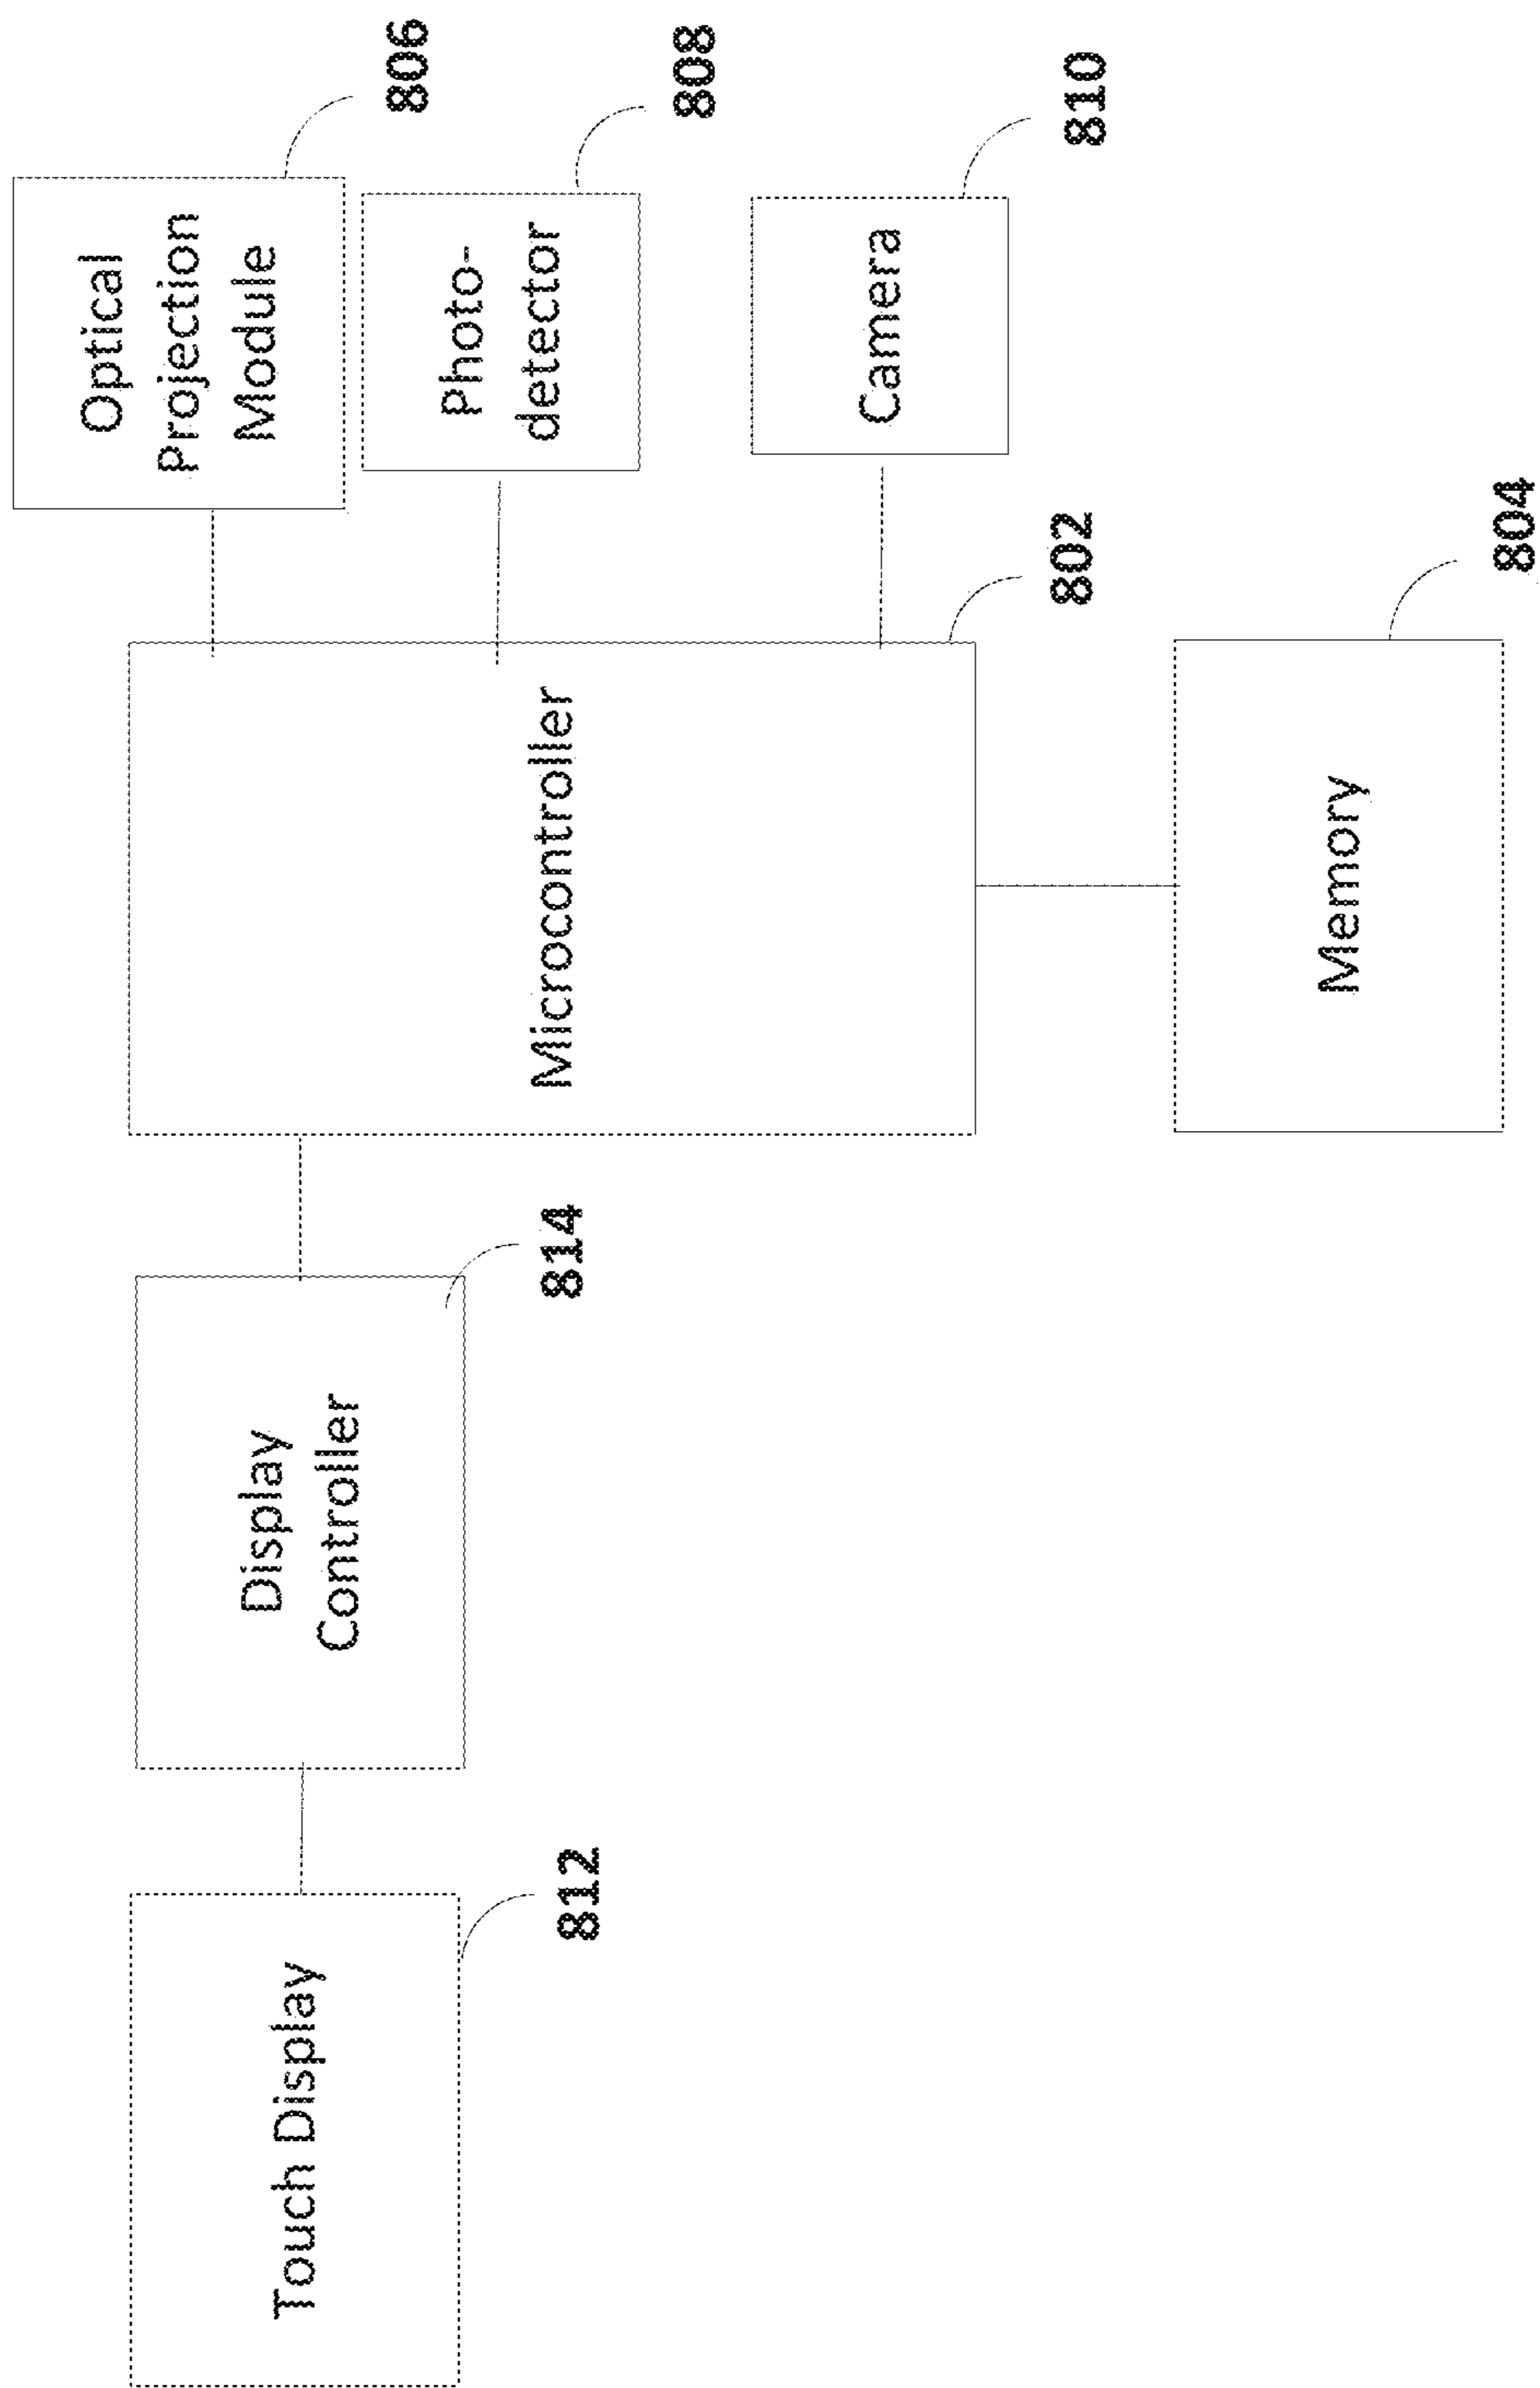 Optical
Projection
Module
806
Photo-
detector
808
Camera
810
Microcontroller
802
Memory
804
Display
Controller
814
Touch Display
812